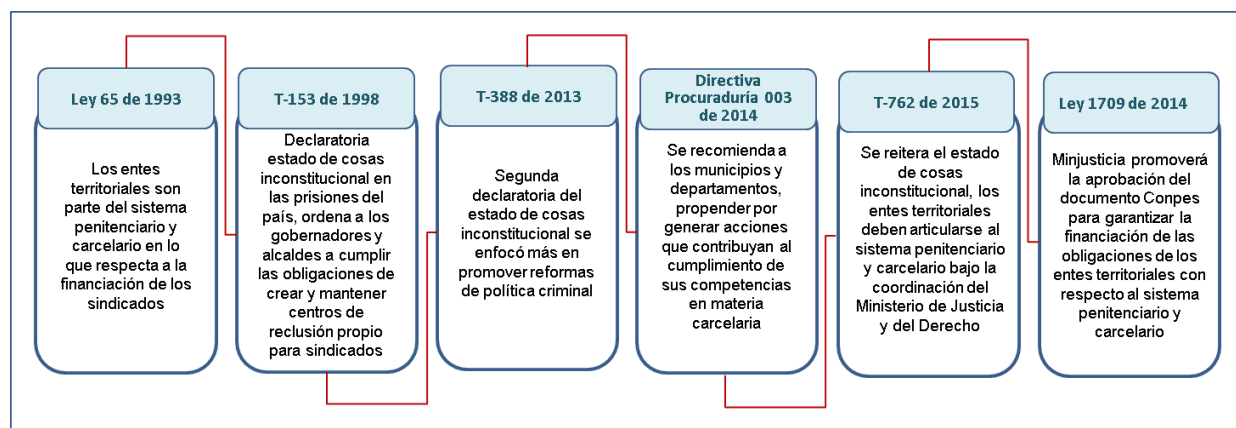 Ley 65 de 1993
Los entes
territoriales son
parte del sistema
penitenciario y
carcelario en lo
que respecta a la
financiación de los
sindicados
T-153 de 1998
Declaratoria
estado de cosas
inconstitucional en
las prisiones del
país, ordena a los
gobernadores y
alcaldes a cumplir
las obligaciones de
crear y mantener
centros de
reclusión propio
para sindicados
T-388 de 2013
Segunda
declaratoria del
estado de cosas
inconstitucional se
enfocó más en
promover reformas
de política criminal
Directiva
Procuraduría 003
de 2014
Se recomienda a
los municipios y
departamentos,
propender por
generar acciones
que contribuyan al
cumplimiento de
sus competencias
en materia
carcelaria
T-762 de 2015
Se reitera el estado
de cosas
inconstitucional, los
entes territoriales
deben articularse al
sistema penitenciario
y carcelario bajo la
coordinación del
Ministerio de Justicia
y del Derecho
Ley 1709 de 2014
Minjusticia promoverá
la aprobación del
documento Conpes
para garantizar la
financiación de las
obligaciones de los
entes territoriales con
respecto al sistema
penitenciario y
carcelario